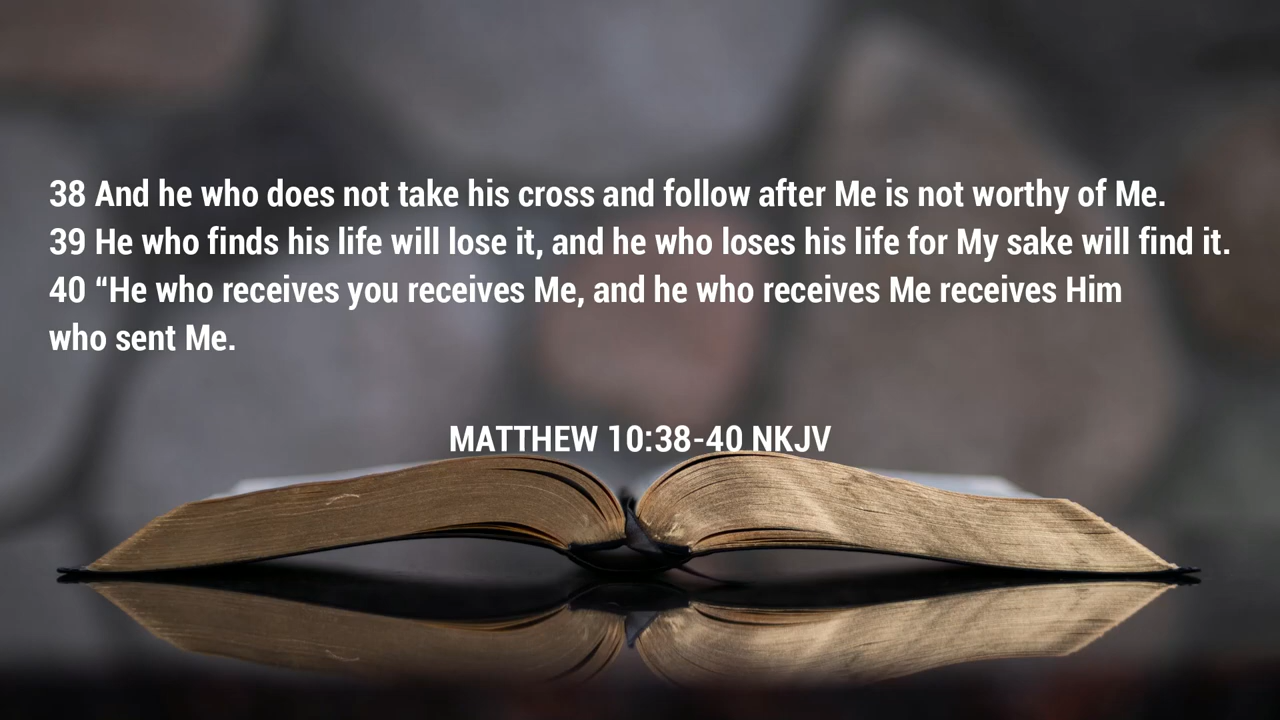 38 And he who does not take his cross and follow after Me is not worthy of Me.
39 He who finds his life will lose it, and he who loses his life for My sake will find it.
40 “He who receives you receives Me, and he who receives Me receives Him
who sent Me.
MATTHEW 10:38-40 NKJV